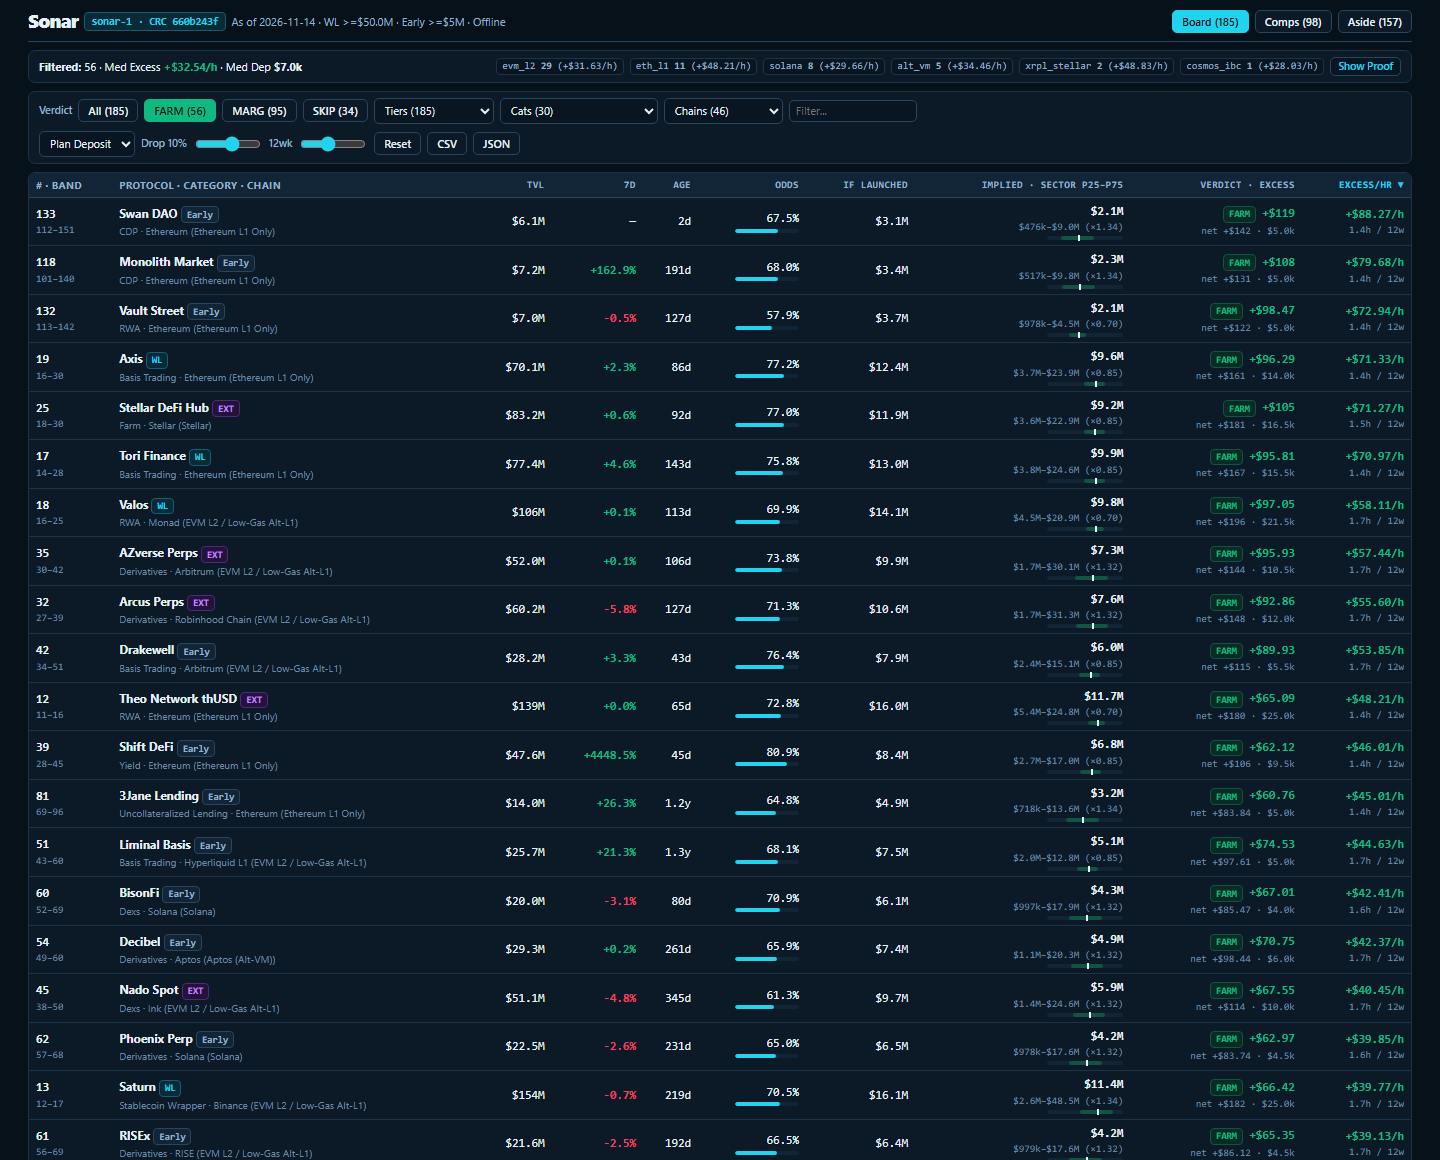 Sonar sonar-1 · CRC 660b243f As of 2026-11-14 · WL >=$50.0M · Early >=$5M · Offline Board (185) Comps (98) Aside (157)
Filtered: 56 · Med Excess +$32.54/h · Med Dep $7.0k evm_l2 29 (+$31.63/h) eth_l1 11 (+$48.21/h) solana 8 (+$29.66/h) alt_vm 5 (+$34.46/h) xrpl_stellar 2 (+$48.83/h) cosmos_ibc 1 (+$28.03/h) Show Proof
Verdict All (185) FARM (56) MARG (95) SKIP (34) Tiers (185) Cats (30) Chains (46) Filter...
Plan Deposit Drop 10% 12wk Reset CSV JSON
# · BAND PROTOCOL · CATEGORY · CHAIN TVL 7D AGE ODDS IF LAUNCHED IMPLIED · SECTOR P25–P75 VERDICT · EXCESS EXCESS/HR ▼
133 Swan DAO Early $6.1M — 2d 67.5% $3.1M $2.1M FARM +$119 +$88.27/h
112–151 CDP · Ethereum (Ethereum L1 Only) $476k–$9.0M (×1.34) net +$142 · $5.0k 1.4h / 12w
118 Monolith Market Early $7.2M +162.9% 191d 68.0% $3.4M $2.3M FARM +$108 +$79.68/h
101–140 CDP · Ethereum (Ethereum L1 Only) $517k–$9.8M (×1.34) net +$131 · $5.0k 1.4h / 12w
132 Vault Street Early $7.0M -0.5% 127d 57.9% $3.7M $2.1M FARM +$98.47 +$72.94/h
113–142 RWA · Ethereum (Ethereum L1 Only) $978k–$4.5M (×0.70) net +$122 · $5.0k 1.4h / 12w
19 Axis WL $70.1M +2.3% 86d 77.2% $12.4M $9.6M FARM +$96.29 +$71.33/h
16–30 Basis Trading · Ethereum (Ethereum L1 Only) $3.7M–$23.9M (×0.85) net +$161 · $14.0k 1.4h / 12w
25 Stellar DeFi Hub EXT $83.2M +0.6% 92d 77.0% $11.9M $9.2M FARM +$105 +$71.27/h
18–30 Farm · Stellar (Stellar) $3.6M–$22.9M (×0.85) net +$181 · $16.5k 1.5h / 12w
17 Tori Finance WL $77.4M +4.6% 143d 75.8% $13.0M $9.9M FARM +$95.81 +$70.97/h
14–28 Basis Trading · Ethereum (Ethereum L1 Only) $3.8M–$24.6M (×0.85) net +$167 · $15.5k 1.4h / 12w
18 Valos WL $106M +0.1% 113d 69.9% $14.1M $9.8M FARM +$97.05 +$58.11/h
16–25 RWA · Monad (EVM L2 / Low-Gas Alt-L1) $4.5M–$20.9M (×0.70) net +$196 · $21.5k 1.7h / 12w
35 AZverse Perps EXT $52.0M +0.1% 106d 73.8% $9.9M $7.3M FARM +$95.93 +$57.44/h
30–42 Derivatives · Arbitrum (EVM L2 / Low-Gas Alt-L1) $1.7M–$30.1M (×1.32) net +$144 · $10.5k 1.7h / 12w
32 Arcus Perps EXT $60.2M -5.8% 127d 71.3% $10.6M $7.6M FARM +$92.86 +$55.60/h
27–39 Derivatives · Robinhood Chain (EVM L2 / Low-Gas Alt-L1) $1.7M–$31.3M (×1.32) net +$148 · $12.0k 1.7h / 12w
42 Drakewell Early $28.2M +3.3% 43d 76.4% $7.9M $6.0M FARM +$89.93 +$53.85/h
34–51 Basis Trading · Arbitrum (EVM L2 / Low-Gas Alt-L1) $2.4M–$15.1M (×0.85) net +$115 · $5.5k 1.7h / 12w
12 Theo Network thUSD EXT $139M +0.0% 65d 72.8% $16.0M $11.7M FARM +$65.09 +$48.21/h
11–16 RWA · Ethereum (Ethereum L1 Only) $5.4M–$24.8M (×0.70) net +$180 · $25.0k 1.4h / 12w
39 Shift DeFi Early $47.6M +4448.5% 45d 80.9% $8.4M $6.8M FARM +$62.12 +$46.01/h
28–45 Yield · Ethereum (Ethereum L1 Only) $2.7M–$17.0M (×0.85) net +$106 · $9.5k 1.4h / 12w
81 3Jane Lending Early $14.0M +26.3% 1.2y 64.8% $4.9M $3.2M FARM +$60.76 +$45.01/h
69–96 Uncollateralized Lending · Ethereum (Ethereum L1 Only) $718k–$13.6M (×1.34) net +$83.84 · $5.0k 1.4h / 12w
51 Liminal Basis Early $25.7M +21.3% 1.3y 68.1% $7.5M $5.1M FARM +$74.53 +$44.63/h
43–60 Basis Trading · Hyperliquid L1 (EVM L2 / Low-Gas Alt-L1) $2.0M–$12.8M (×0.85) net +$97.61 · $5.0k 1.7h / 12w
60 BisonFi Early $20.0M -3.1% 80d 70.9% $6.1M $4.3M FARM +$67.01 +$42.41/h
52–69 Dexs · Solana (Solana) $997k–$17.9M (×1.32) net +$85.47 · $4.0k 1.6h / 12w
54 Decibel Early $29.3M +0.2% 261d 65.9% $7.4M $4.9M FARM +$70.75 +$42.37/h
49–60 Derivatives · Aptos (Aptos (Alt-VM)) $1.1M–$20.3M (×1.32) net +$98.44 · $6.0k 1.7h / 12w
45 Nado Spot EXT $51.1M -4.8% 345d 61.3% $9.7M $5.9M FARM +$67.55 +$40.45/h
38–50 Dexs · Ink (EVM L2 / Low-Gas Alt-L1) $1.4M–$24.6M (×1.32) net +$114 · $10.0k 1.7h / 12w
62 Phoenix Perp Early $22.5M -2.6% 231d 65.0% $6.5M $4.2M FARM +$62.97 +$39.85/h
57–68 Derivatives · Solana (Solana) $978k–$17.6M (×1.32) net +$83.74 · $4.5k 1.6h / 12w
13 Saturn WL $154M -0.7% 219d 70.5% $16.1M $11.4M FARM +$66.42 +$39.77/h
12–17 Stablecoin Wrapper · Binance (EVM L2 / Low-Gas Alt-L1) $2.6M–$48.5M (×1.34) net +$182 · $25.0k 1.7h / 12w
61 RISEx Early $21.6M -2.5% 192d 66.5% $6.4M $4.2M FARM +$65.35 +$39.13/h
56–69 Derivatives · RISE (EVM L2 / Low-Gas Alt-L1) $979k–$17.6M (×1.32) net +$86.12 · $4.5k 1.7h / 12w